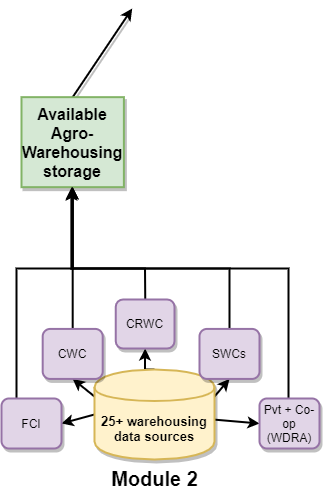 Available
Agro-
Warehousing
storage
CRWC
CWC
SWCs
FCI
25+ warehousing
data sources
Pvt + Co-
op
(WDRA)
Module 2